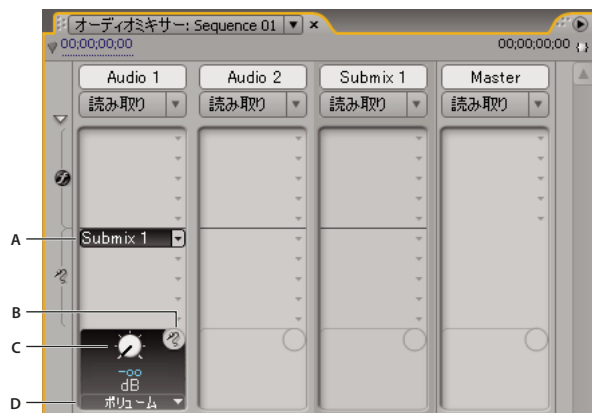 オーディオミキサー: Sequence 01
00;00;00;00 00;00;00;00
Audio 1 Audio 2 Submix 1 Master
読み取り 読み取り 読み取り 読み取り
A Submix 1
B
C
-∞
dB
D ボリューム